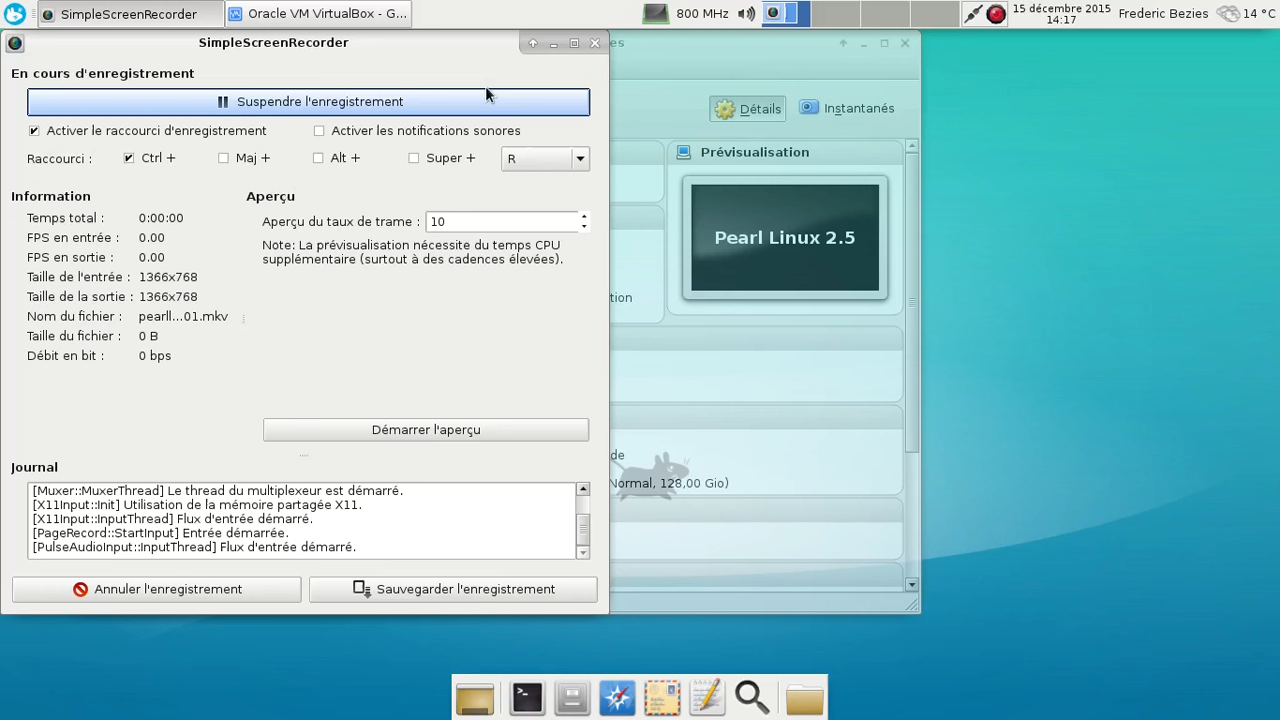 SimpleScreenRecorder
Oracle VM VirtualBox - G...
800 MHz
15 décembre 2015
14:17
Frederic Bezies
14 °C
SimpleScreenRecorder
es
En cours d'enregistrement
Suspendre l'enregistrement
Activer le raccourci d'enregistrement
Activer les notifications sonores
Raccourci :
Ctrl +
Maj +
Alt +
Super +
R
Détails
Instantanés
Prévisualisation
Pearl Linux 2.5
Information
Temps total : 0:00:00
FPS en entrée : 0.00
FPS en sortie : 0.00
Taille de l'entrée : 1366x768
Taille de la sortie : 1366x768
Nom du fichier : pearll...01.mkv
Taille du fichier : 0 B
Débit en bit : 0 bps
Aperçu
Aperçu du taux de trame : 10
Note: La prévisualisation nécessite du temps CPU
supplémentaire (surtout à des cadences élevées).
tion
Démarrer l'aperçu
de
Normal, 128,00 Gio)
Journal
[Muxer::MuxerThread] Le thread du multiplexeur est démarré.
[X11Input::Init] Utilisation de la mémoire partagée X11.
[X11Input::InputThread] Flux d'entrée démarré.
[PageRecord::StartInput] Entrée démarrée.
[PulseAudioInput::InputThread] Flux d'entrée démarré.
Annuler l'enregistrement
Sauvegarder l'enregistrement